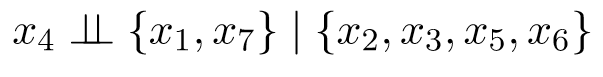 x₄ ⫫ {x₁, x₇} | {x₂, x₃, x₅, x₆}